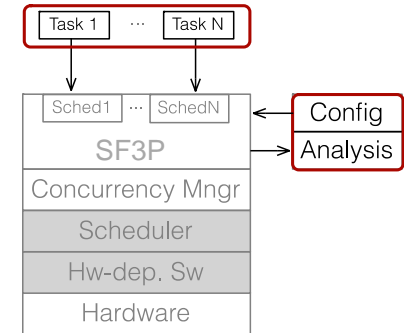 Task 1 ... Task N
Sched1 ... SchedN
Config
SF3P
Analysis
Concurrency Mngr
Scheduler
Hw-dep. Sw
Hardware